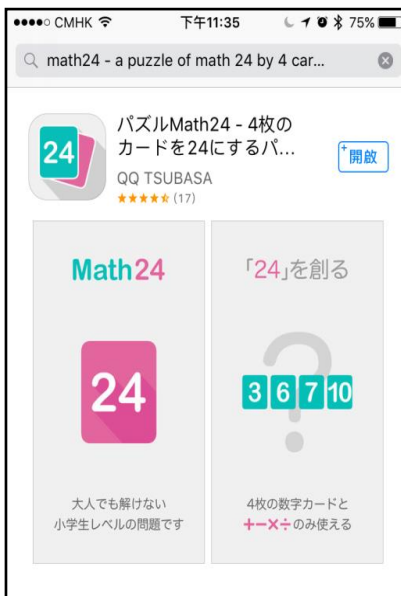 CMHK 下午11:35 75%
math24 - a puzzle of math 24 by 4 car...
24
パズルMath24 - 4枚の
カードを24にするパ...
開啟
QQ TSUBASA
(17)
Math24
24
大人でも解けない
小学生レベルの問題です
「24」を創る
?
3 6 7 10
4枚の数字カードと
+−×÷のみ使える